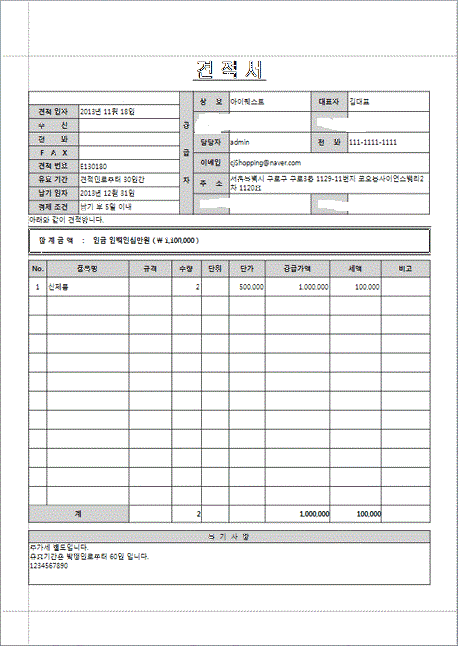 견 적 서
상 호 아이퀘스트 대표자 김대표
견적 일자 2013년 11월 18일
수 신
전 화 담당자 admin 전 화 111-1111-1111
F A X
견적 번호 E130180 이메일 cjShopping@naver.com
유효 기간 견적일로부터 30일간 주 소 서울특별시 구로구 구로3동 1129-11번지 코오롱사이언스밸리2
납기 일자 2013년 12월 31일 차 1120호
결제 조건 납기 후 5일 이내
공급자
아래와 같이 견적합니다.
합 계 금 액 : 일금 일백일십만원 ( ₩ 1,100,000 )
No. 품목명 규격 수량 단위 단가 공급가액 세액 비고
1 신제품 2 500,000 1,000,000 100,000
계 2 1,000,000 100,000
특 기 사 항
부가세 별도입니다.
유효기간은 발행일로부터 60일 입니다.
1234567890